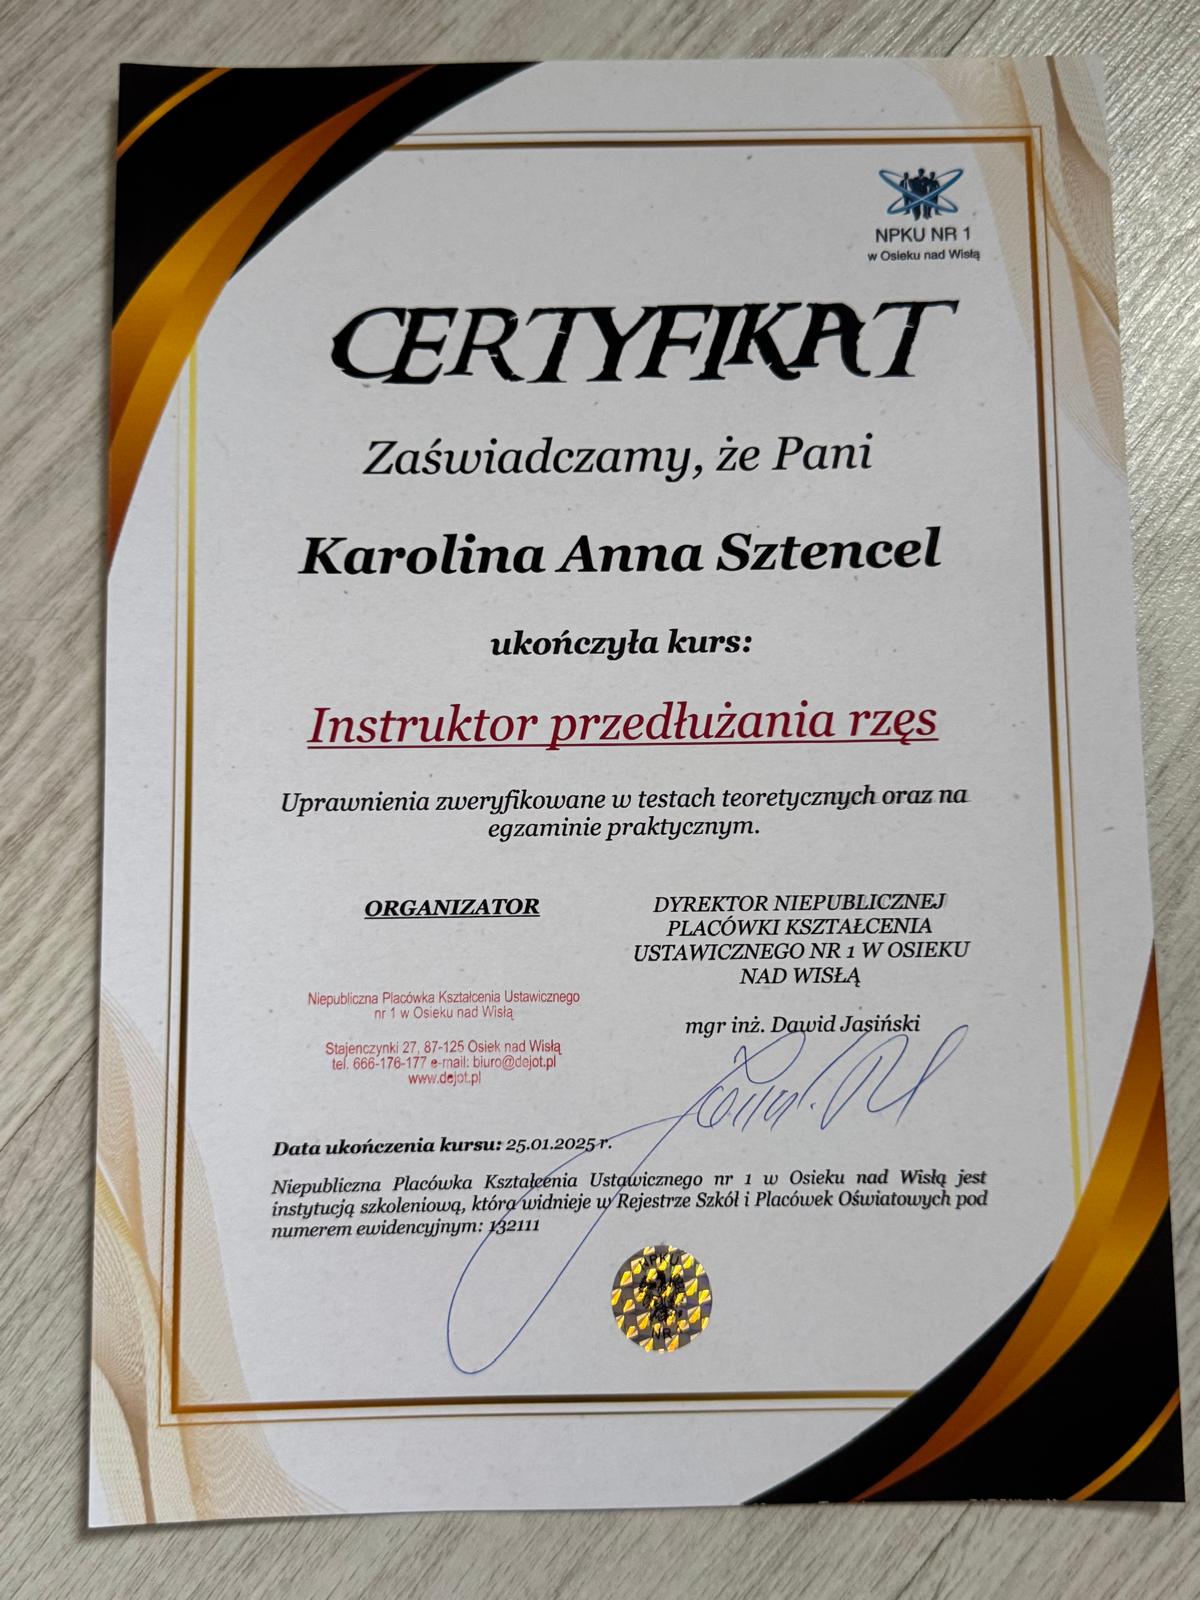 NPKU NR 1
w Osieku nad Wisłą
CERTYFIKAT
Zaświadczamy, że Pani
Karolina Anna Sztencel
ukończyła kurs:
Instruktor przedłużania rzęs
Uprawnienia zweryfikowane w testach teoretycznych oraz na
egzaminie praktycznym.
ORGANIZATOR
Niepubliczna Placówka Kształcenia Ustawicznego
nr 1 w Osieku nad Wisłą
Stajenczynki 27, 87-125 Osiek nad Wisłą
tel. 666-176-177 e-mail: biuro@dejot.pl
www.dejot.pl
DYREKTOR NIEPUBLICZNEJ
PLACÓWKI KSZTAŁCENIA
USTAWICZNEGO NR 1 W OSIEKU
NAD WISŁĄ
mgr inż. Dawid Jasiński
Data ukończenia kursu: 25.01.2025 r.
Niepubliczna Placówka Kształcenia Ustawicznego nr 1 w Osieku nad Wisłą jest
instytucją szkoleniową, która widnieje w Rejestrze Szkół i Placówek Oświatowych pod
numerem ewidencyjnym: 132111
NPKU
NR 1